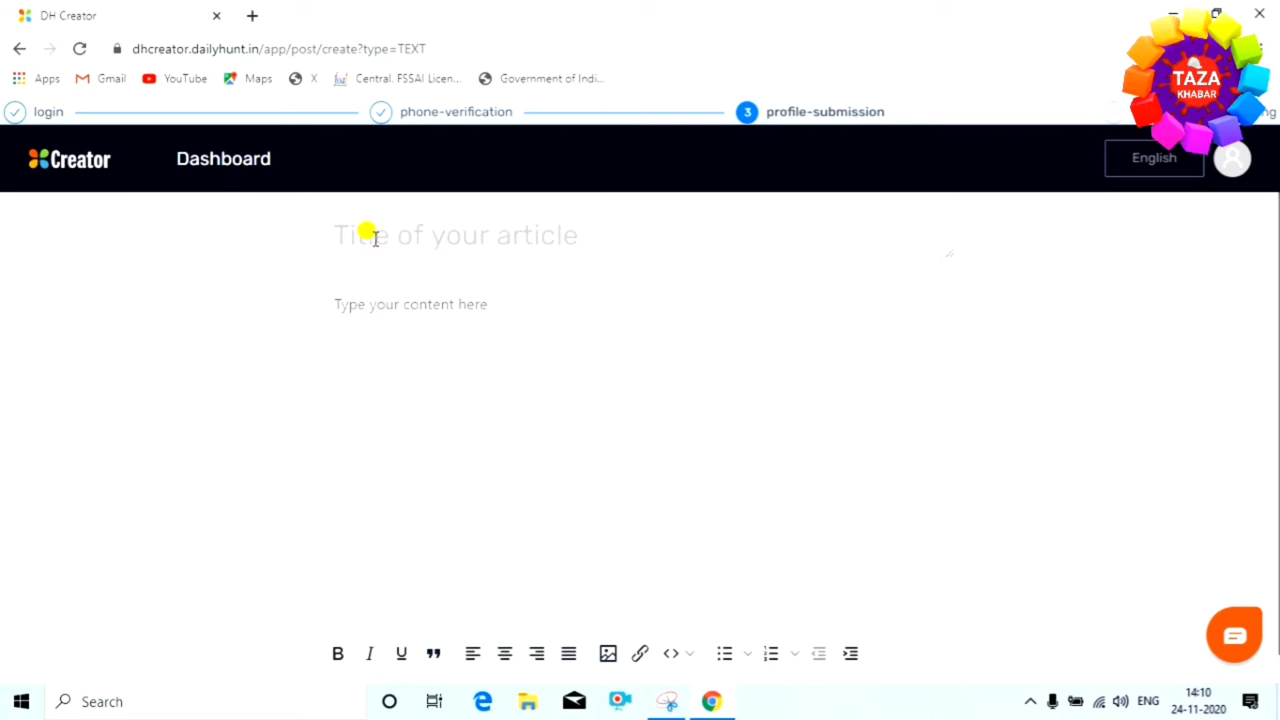 DH Creator
dhcreator.dailyhunt.in/app/post/create?type=TEXT
Apps Gmail YouTube Maps X Central. FSSAI Licen... Government of Indi...
login phone-verification 3 profile-submission
TAZA
KHABAR
Creator Dashboard English
Title of your article
Type your content here
B I U
Search
ENG
14:10
24-11-2020